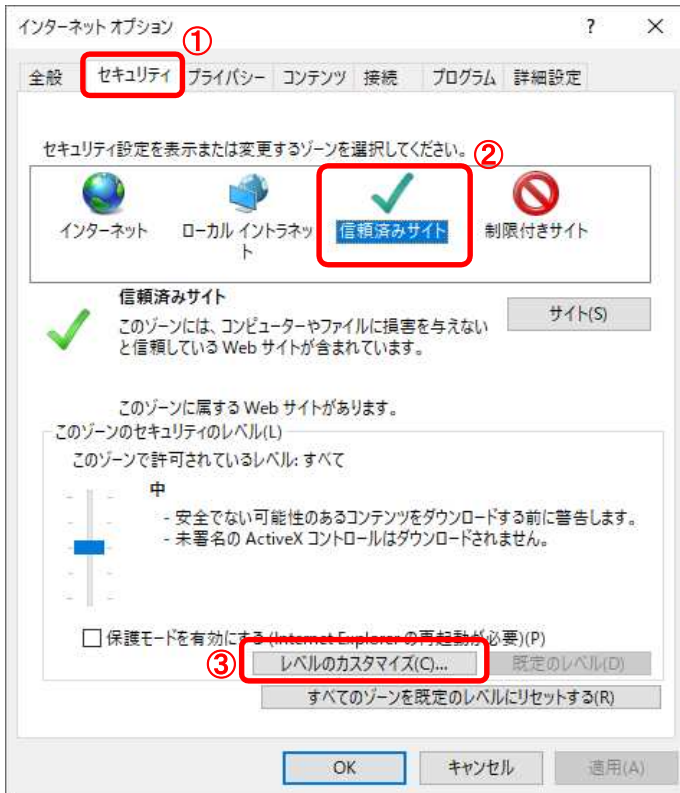 インターネット オプション ? ×
①
全般 セキュリティ プライバシー コンテンツ 接続 プログラム 詳細設定
セキュリティ設定を表示または変更するゾーンを選択してください。 ②
インターネット ローカル イントラネッ 信頼済みサイト 制限付きサイト
ト
信頼済みサイト
サイト(S)
このゾーンには、コンピューターやファイルに損害を与えない
と信頼している Web サイトが含まれています。
このゾーンに属する Web サイトがあります。
このゾーンのセキュリティのレベル(L)
このゾーンで許可されているレベル: すべて
中
- 安全でない可能性のあるコンテンツをダウンロードする前に警告します。
- 未署名の ActiveX コントロールはダウンロードされません。
保護モードを有効にする (Internet Explorer の再起動が必要)(P)
③ レベルのカスタマイズ(C)... 既定のレベル(D)
すべてのゾーンを既定のレベルにリセットする(R)
OK キャンセル 適用(A)